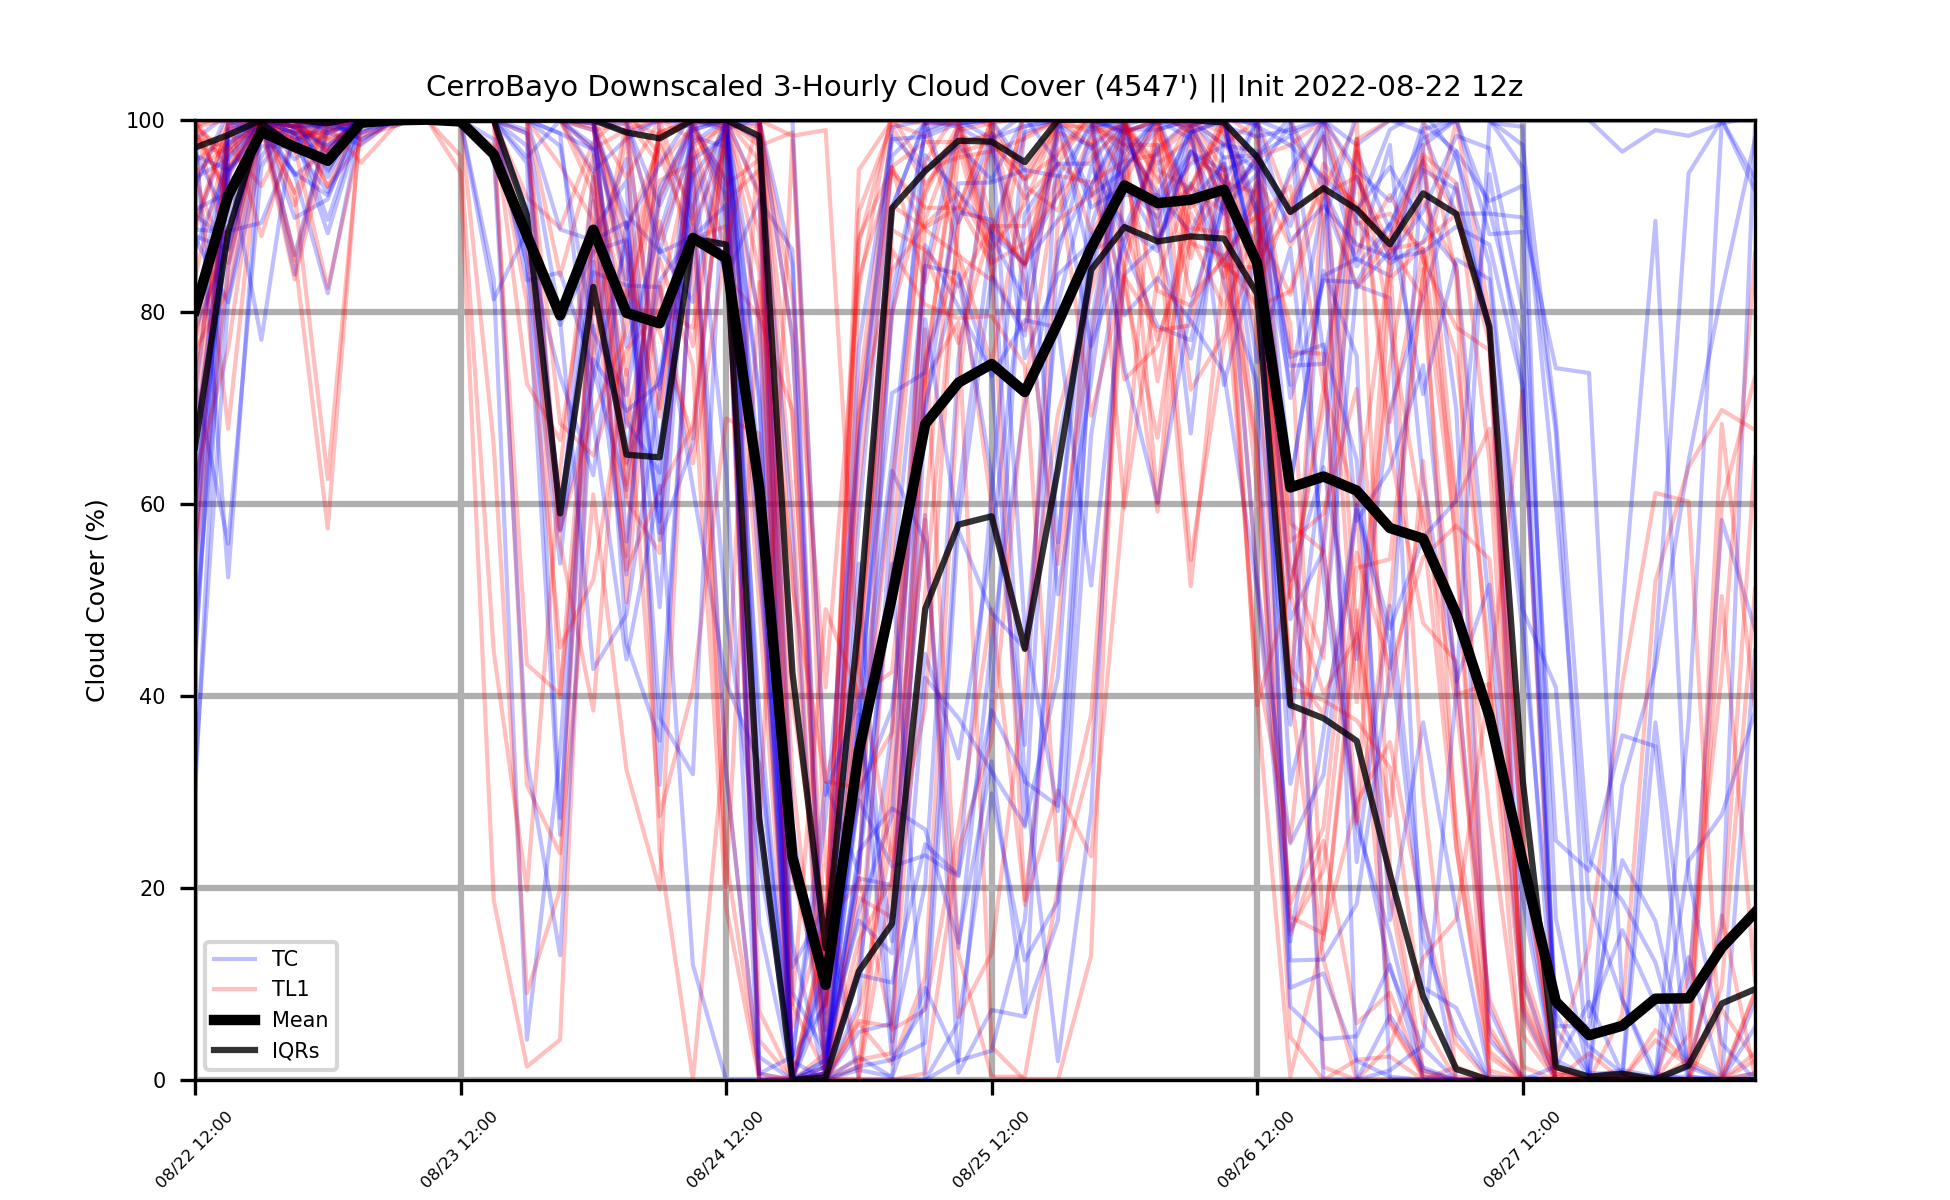 CerroBayo Downscaled 3-Hourly Cloud Cover (4547') || Init 2022-08-22 12z
Cloud Cover (%)
100
80
60
40
20
0
TC
TL1
Mean
IQRs
08/22 12:00
08/23 12:00
08/24 12:00
08/25 12:00
08/26 12:00
08/27 12:00